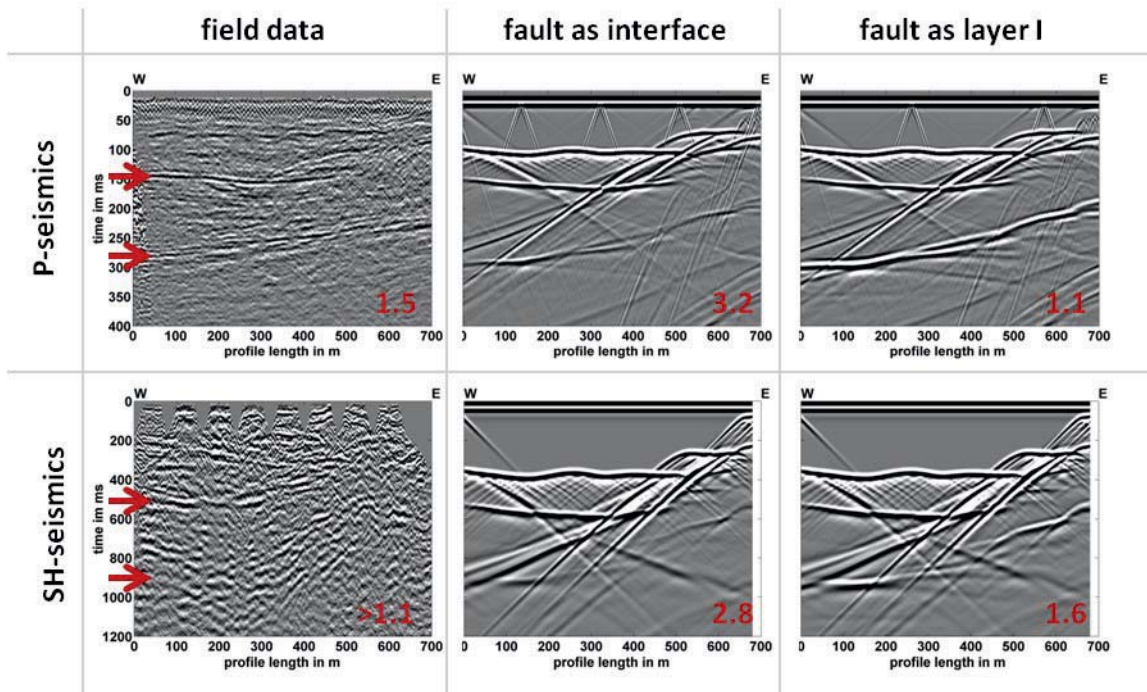 field data
fault as interface
fault as layer I
P-seismics
W E
0
50
100
150
200
250
300
350
400
time im ms
0 100 200 300 400 500 600 700
profile length in m
1.5
W E
0 100 200 300 400 500 600 700
profile length in m
3.2
W E
0 100 200 300 400 500 600 700
profile length in m
1.1
SH-seismics
W E
0
200
400
600
800
1000
1200
time im ms
0 100 200 300 400 500 600 700
profile length in m
>1.1
W E
0 100 200 300 400 500 600 700
profile length in m
2.8
W E
0 100 200 300 400 500 600 700
profile length in m
1.6